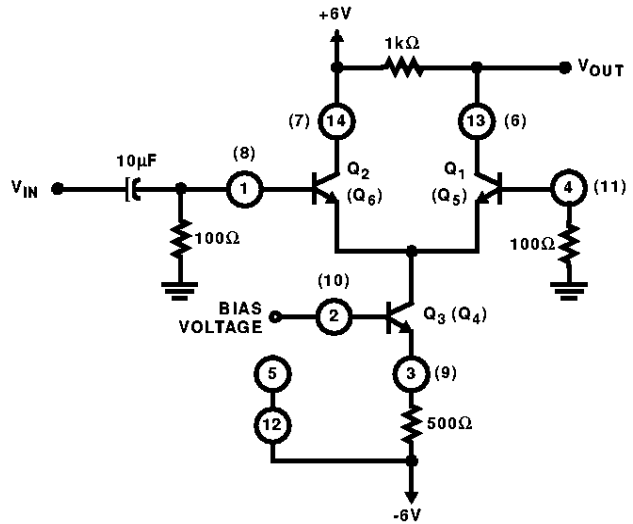 +6V
1kΩ
VOUT
(7) 14
13 (6)
10µF
(8)
Q2
(Q6)
Q1
(Q5)
VIN
1
4 (11)
100Ω
100Ω
(10)
BIAS
VOLTAGE
2
Q3 (Q4)
5
3 (9)
12
500Ω
-6V